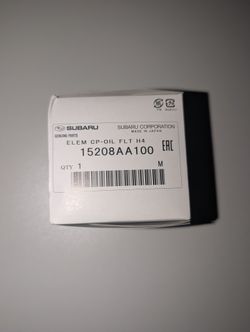 SUBARU
SUBARU CORPORATION
MADE IN JAPAN
GENUINE PARTS
ELEM CP-OIL FLT H4
15208AA100
EAC
QTY 1 M